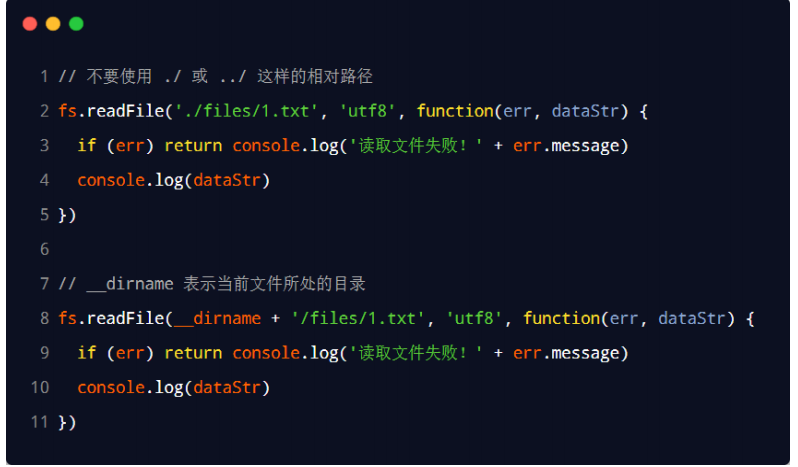 1 // 不要使用 ./ 或 ../ 这样的相对路径
2 fs.readFile('./files/1.txt', 'utf8', function(err, dataStr) {
3   if (err) return console.log('读取文件失败！' + err.message)
4   console.log(dataStr)
5 })
6
7 // __dirname 表示当前文件所处的目录
8 fs.readFile(__dirname + '/files/1.txt', 'utf8', function(err, dataStr) {
9   if (err) return console.log('读取文件失败！' + err.message)
10   console.log(dataStr)
11 })